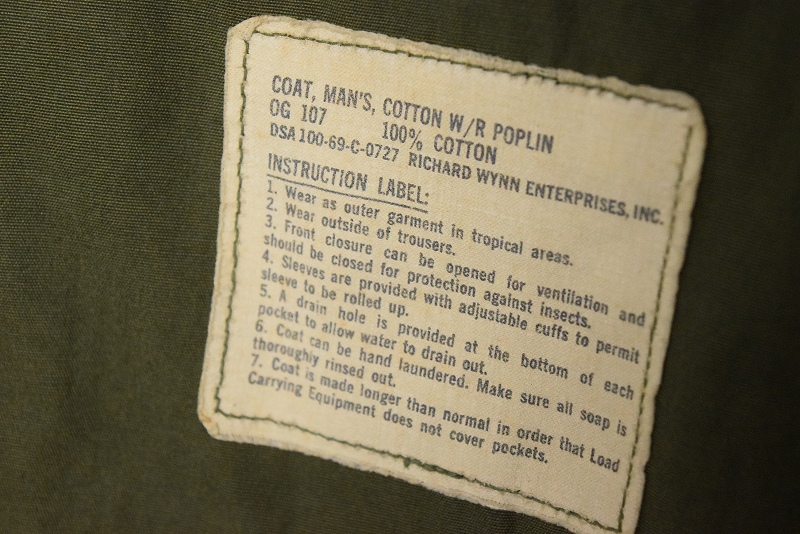 COAT, MAN'S, COTTON W/R POPLIN
OG 107 100% COTTON
DSA 100-69-C-0727 RICHARD WYNN ENTERPRISES, INC.
INSTRUCTION LABEL:
1. Wear as outer garment in tropical areas.
2. Wear outside of trousers.
3. Front closure can be opened for ventilation and
should be closed for protection against insects.
4. Sleeves are provided with adjustable cuffs to permit
sleeve to be rolled up.
5. A drain hole is provided at the bottom of each
pocket to allow water to drain out.
6. Coat can be hand laundered. Make sure all soap is
thoroughly rinsed out.
7. Coat is made longer than normal in order that Load
Carrying Equipment does not cover pockets.